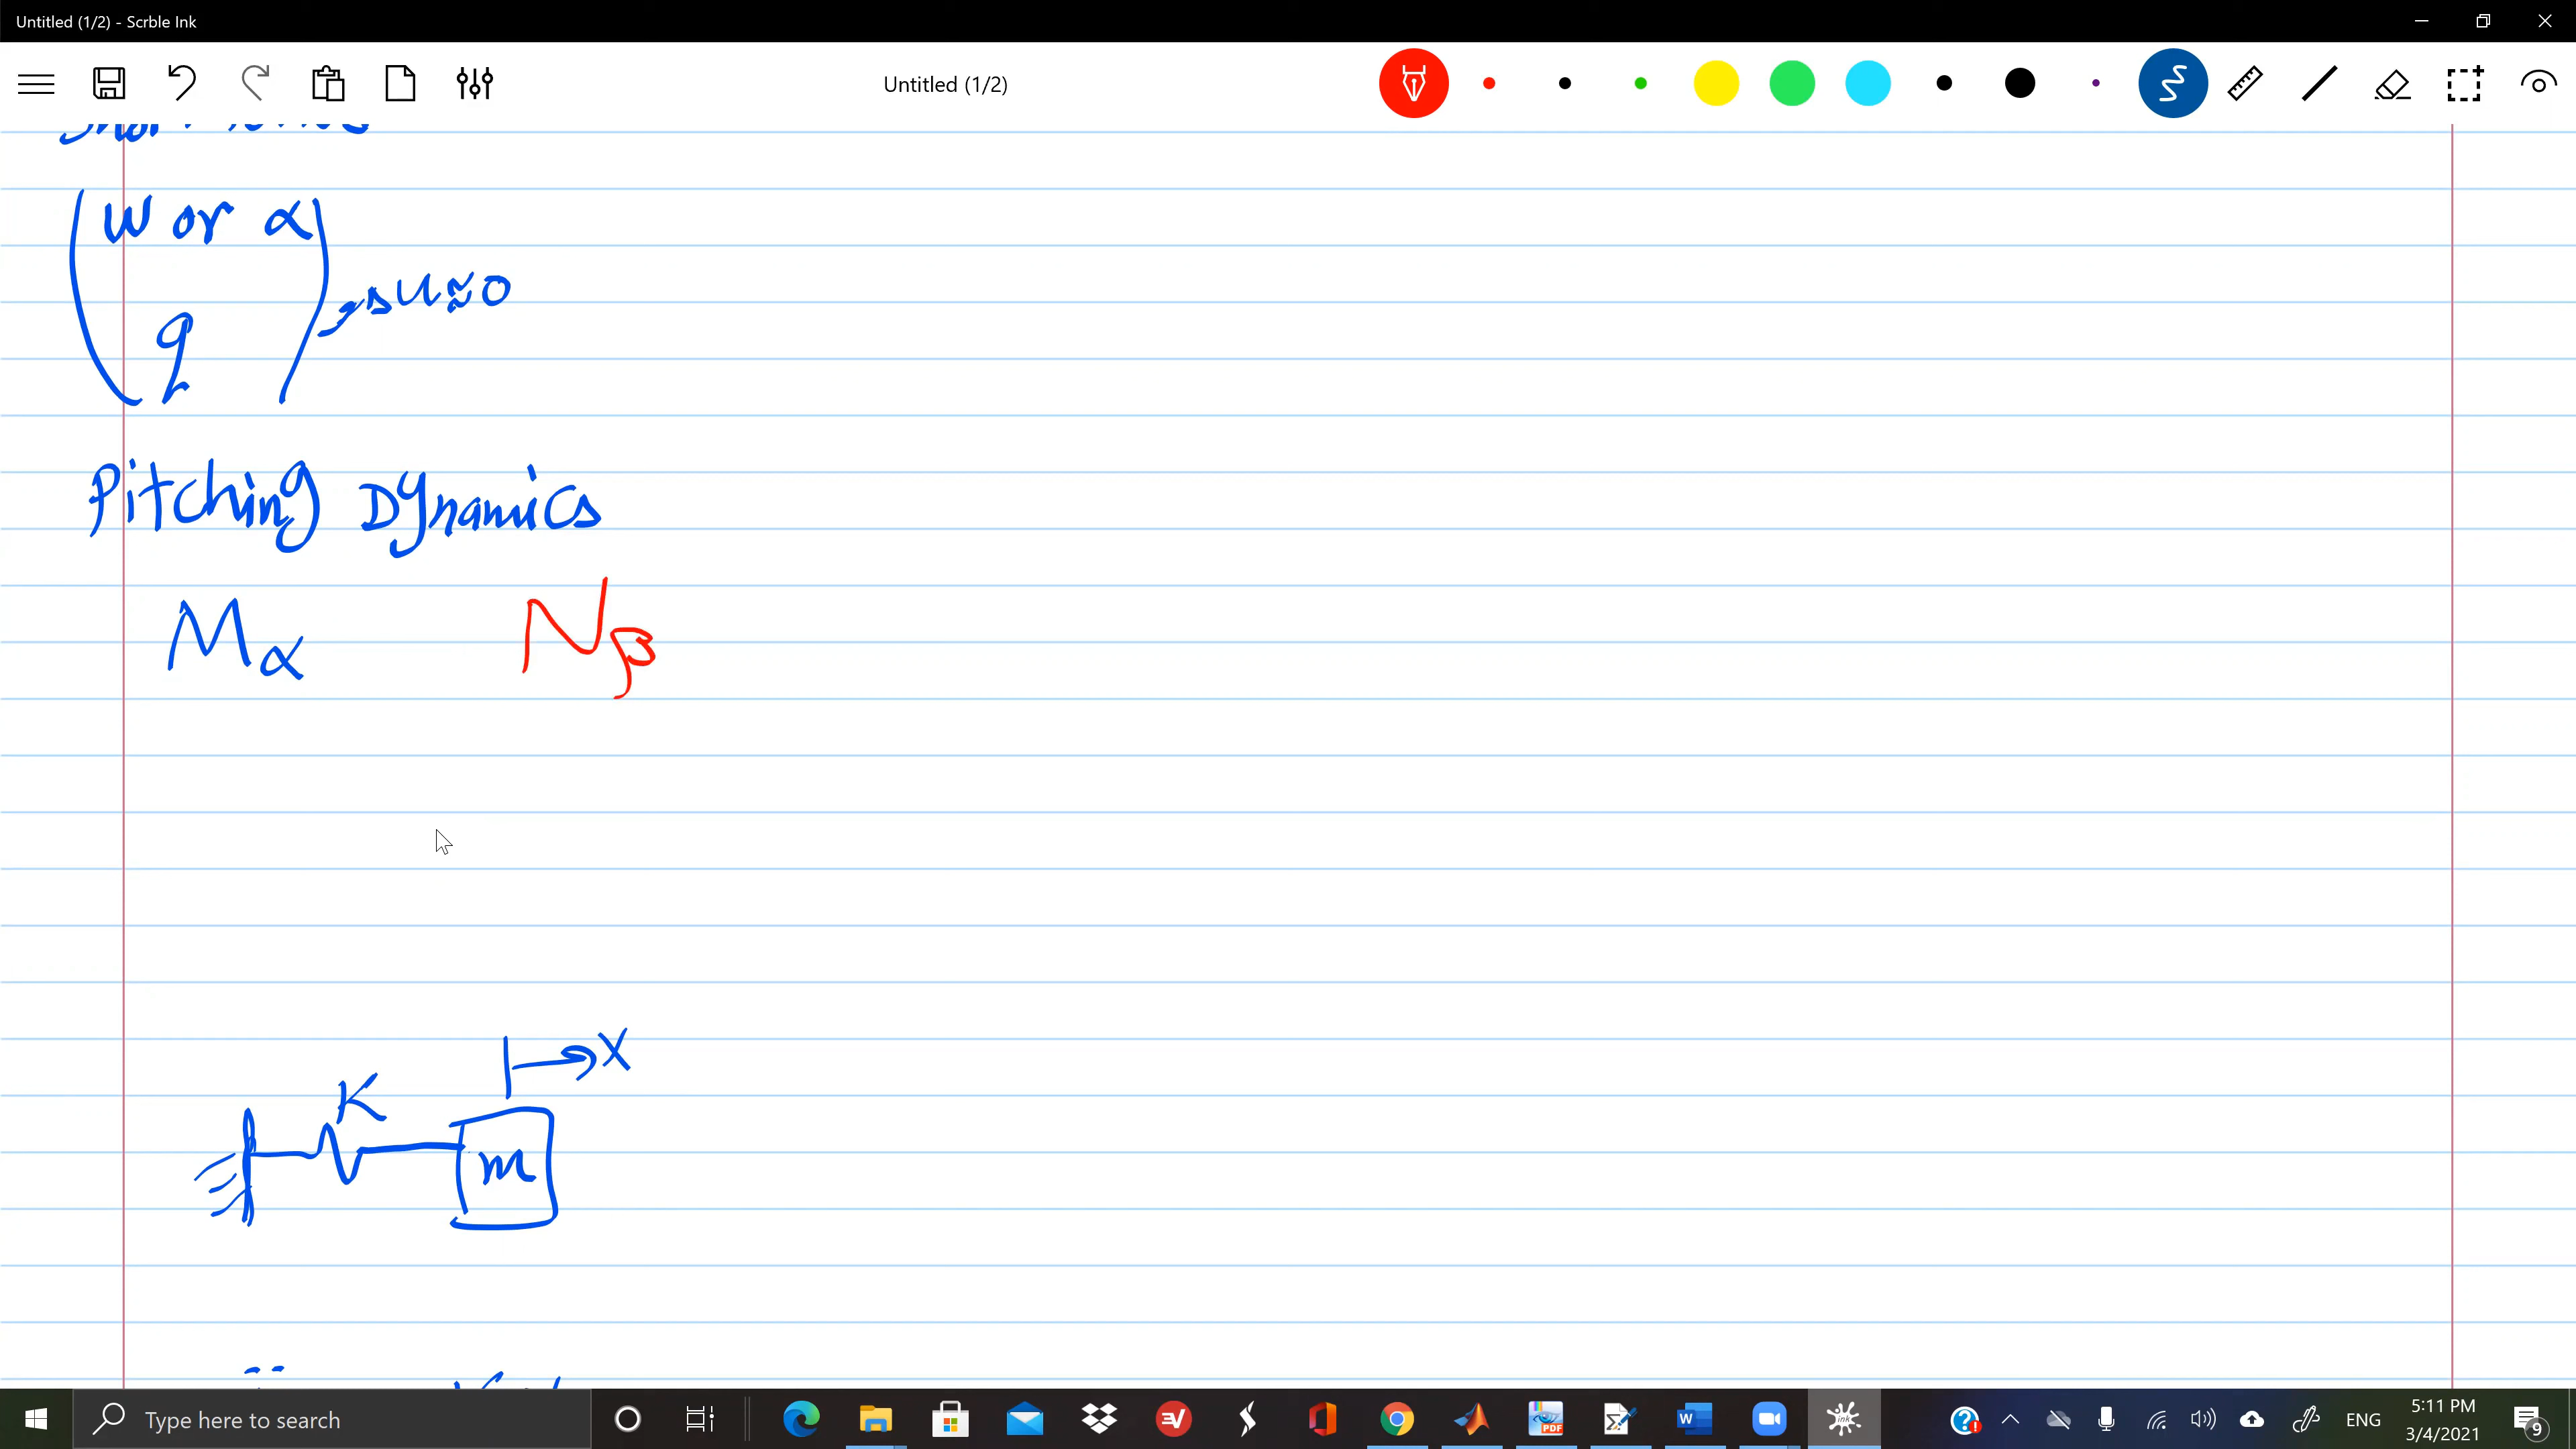 Untitled (1/2) - Scrble Ink
Untitled (1/2)
W or α
q
→ u ≈ 0
Pitching Dynamics
Mα Nβ
x
K
m
Type here to search
ENG
5:11 PM
3/4/2021
9